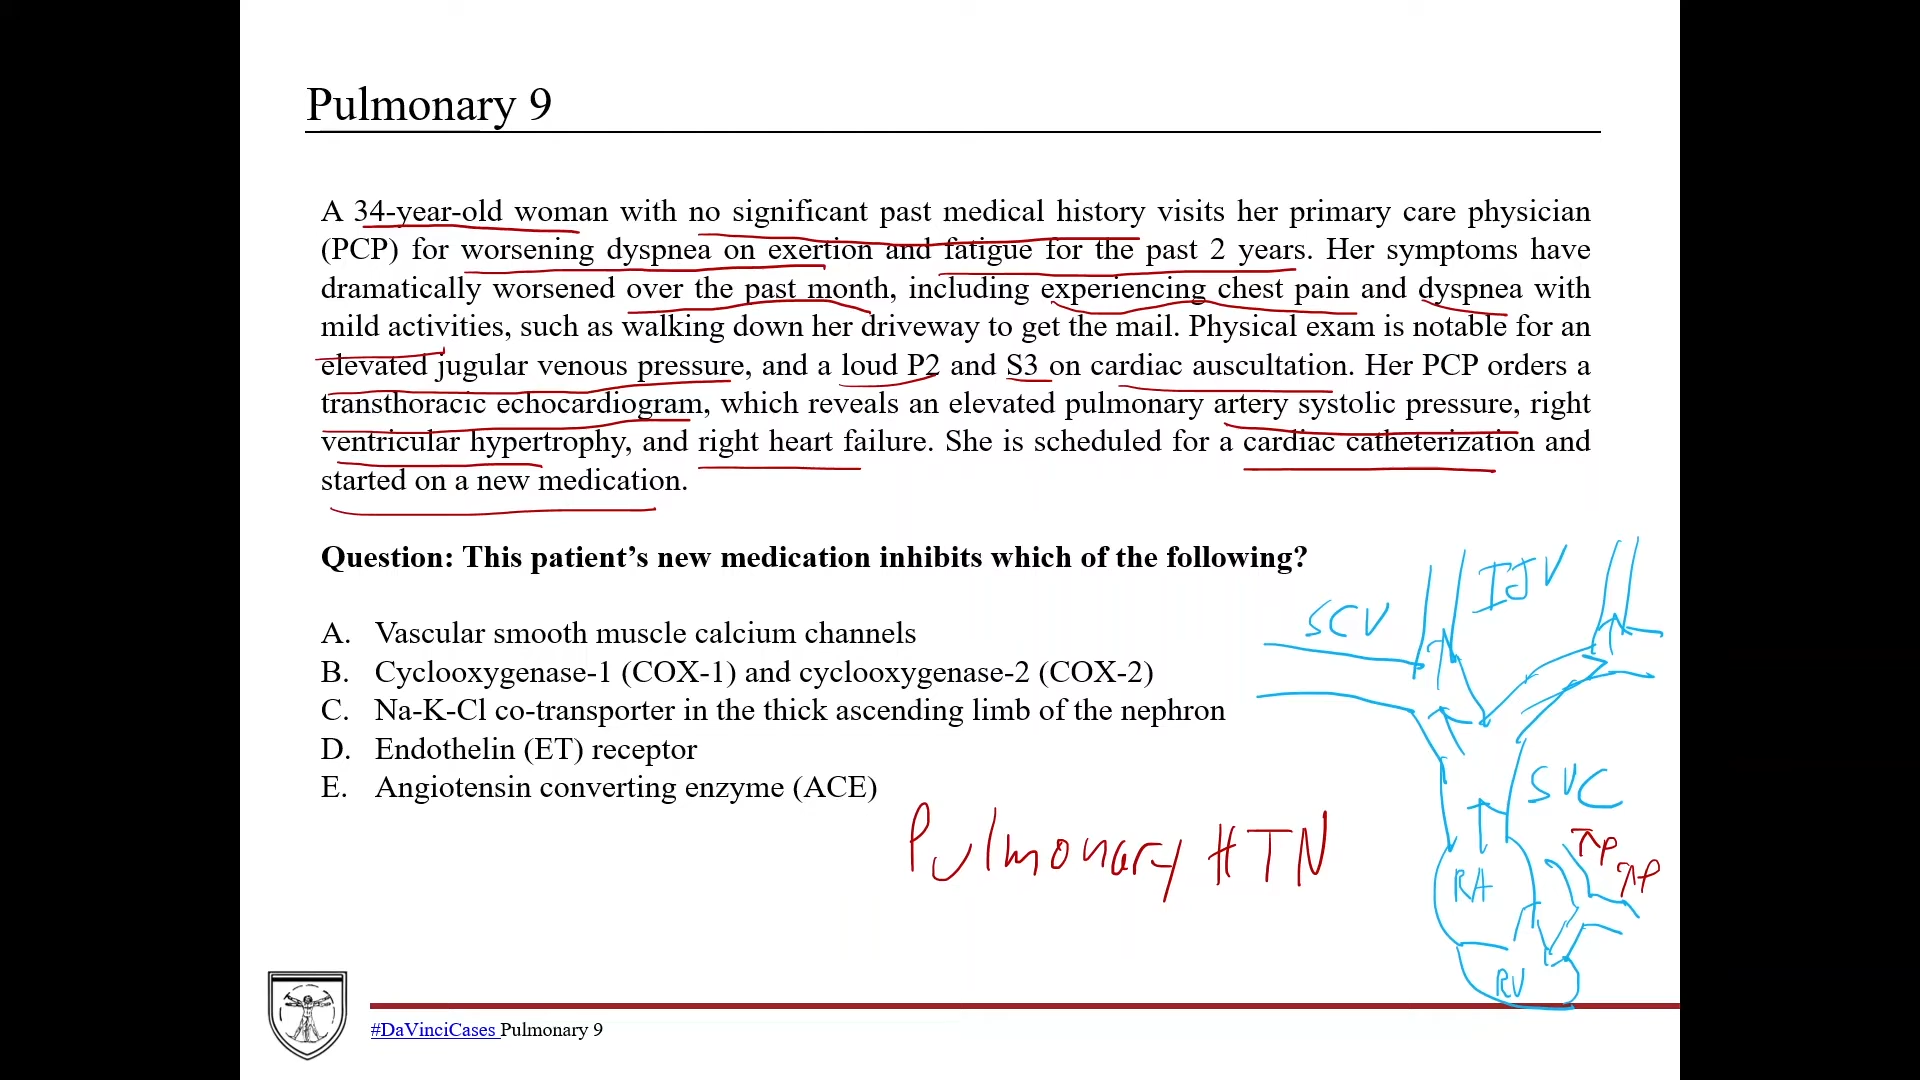 Pulmonary 9
A 34-year-old woman with no significant past medical history visits her primary care physician
(PCP) for worsening dyspnea on exertion and fatigue for the past 2 years. Her symptoms have
dramatically worsened over the past month, including experiencing chest pain and dyspnea with
mild activities, such as walking down her driveway to get the mail. Physical exam is notable for an
elevated jugular venous pressure, and a loud P2 and S3 on cardiac auscultation. Her PCP orders a
transthoracic echocardiogram, which reveals an elevated pulmonary artery systolic pressure, right
ventricular hypertrophy, and right heart failure. She is scheduled for a cardiac catheterization and
started on a new medication.
Question: This patient’s new medication inhibits which of the following?
A. Vascular smooth muscle calcium channels
B. Cyclooxygenase-1 (COX-1) and cyclooxygenase-2 (COX-2)
C. Na-K-Cl co-transporter in the thick ascending limb of the nephron
D. Endothelin (ET) receptor
E. Angiotensin converting enzyme (ACE)
Pulmonary HTN
SCV
IJV
SVC
↑P
↑P
RA
RV
#DaVinciCases Pulmonary 9